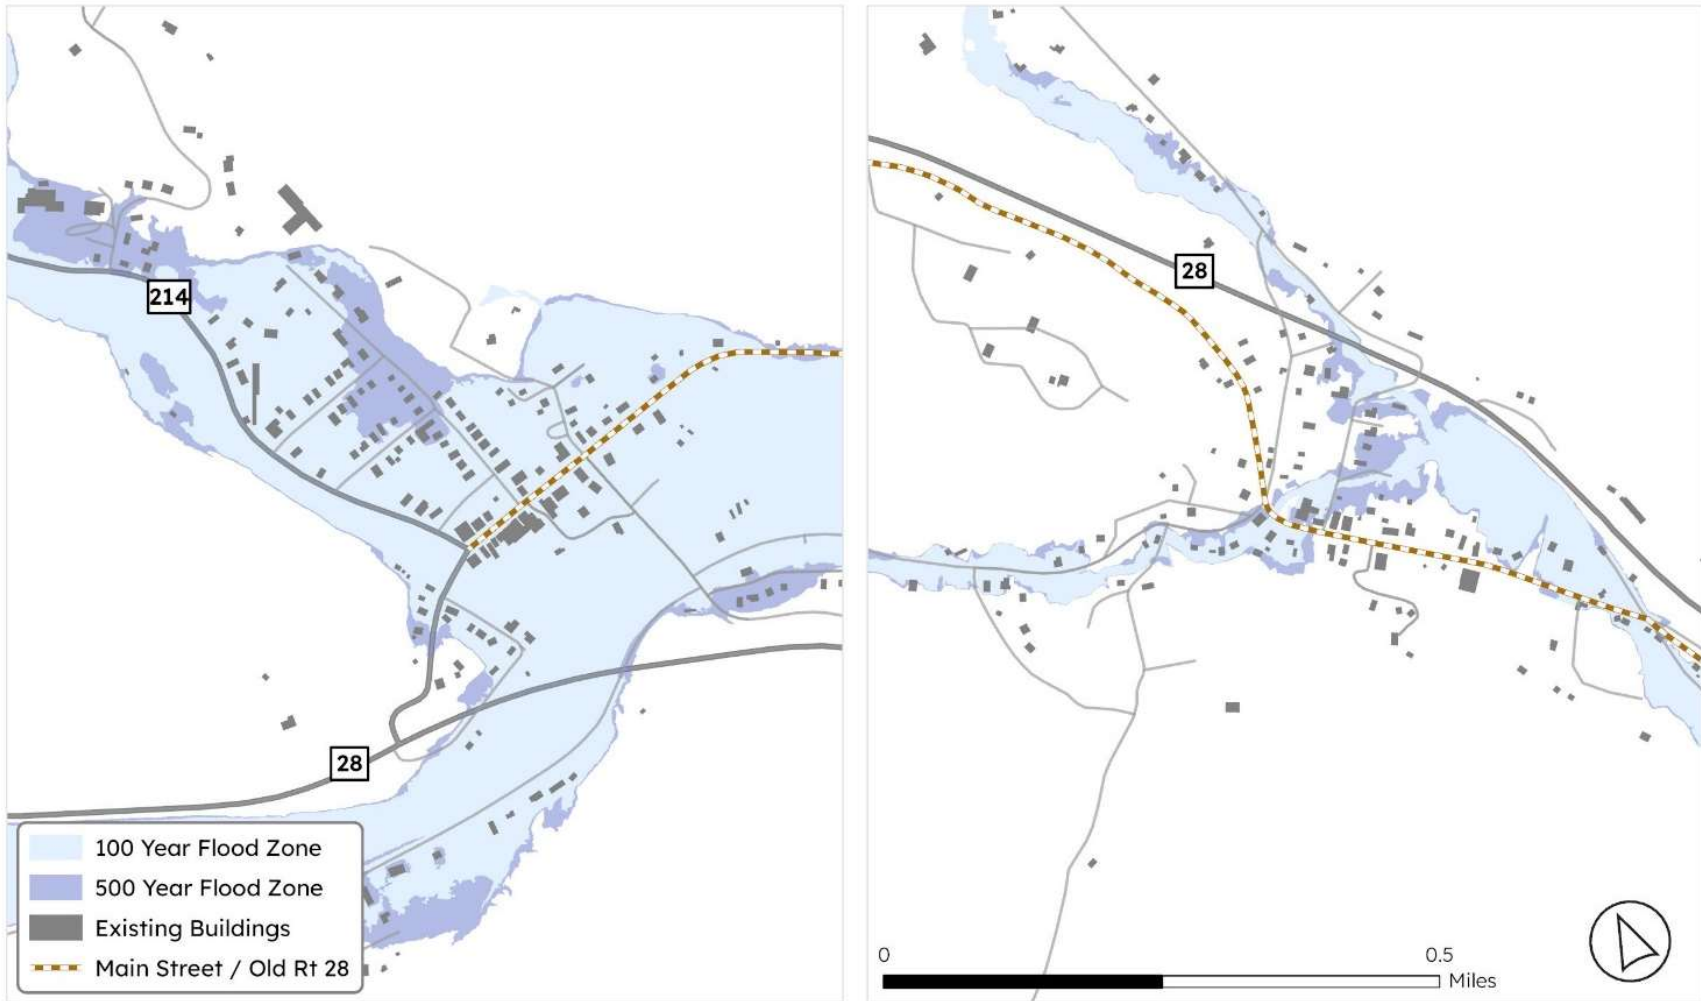 214
28
28
100 Year Flood Zone
500 Year Flood Zone
Existing Buildings
Main Street / Old Rt 28
0
0.5
Miles